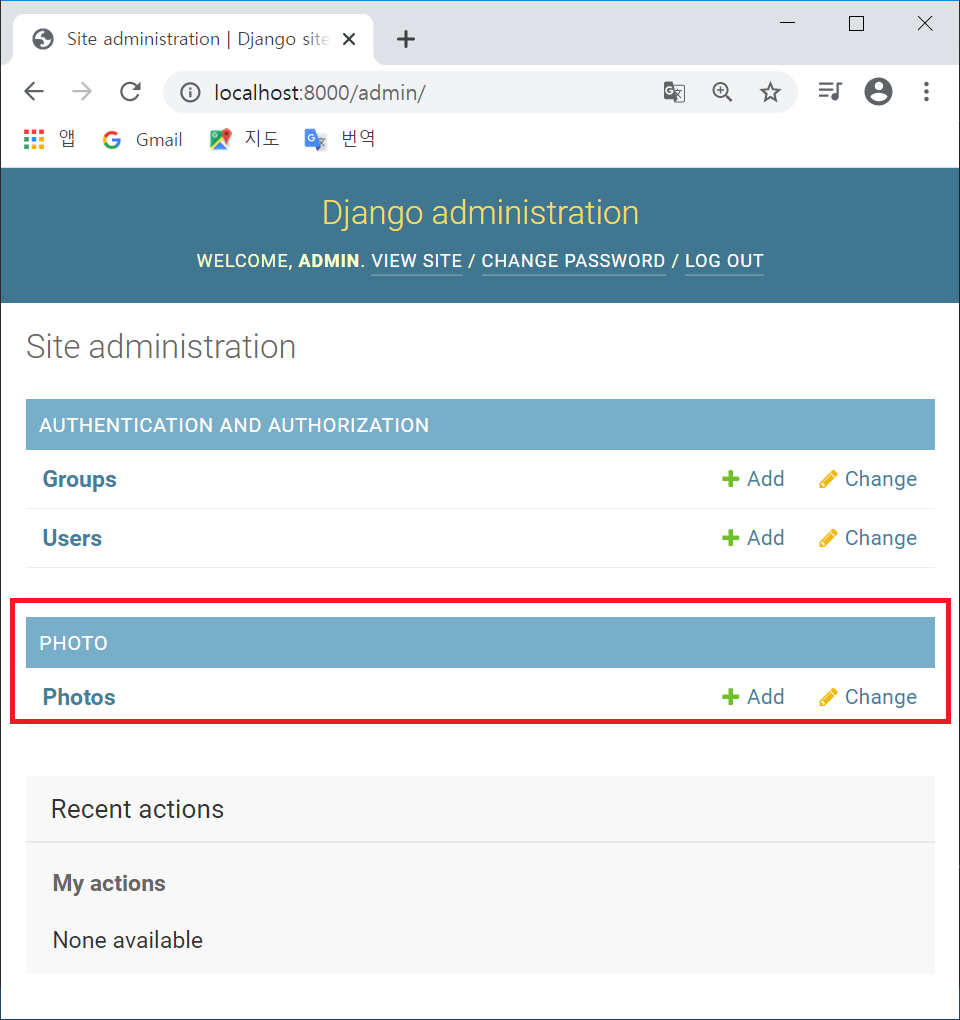 Site administration | Django site
localhost:8000/admin/
앱 Gmail 지도 번역
Django administration
WELCOME, ADMIN. VIEW SITE / CHANGE PASSWORD / LOG OUT
Site administration
AUTHENTICATION AND AUTHORIZATION
Groups Add Change
Users Add Change
PHOTO
Photos Add Change
Recent actions
My actions
None available